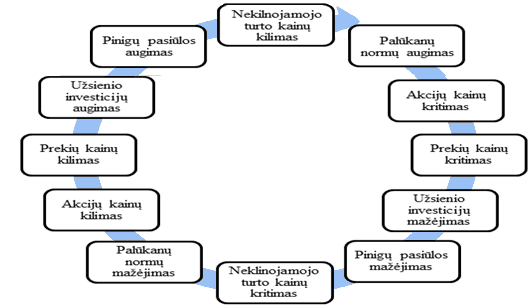 Nekilnojamojo
turto kainų
kilimas
Palūkanų
normų augimas
Akcijų kainų
kritimas
Prekių kainų
kritimas
Užsienio
investicijų
mažėjimas
Pinigų pasiūlos
mažėjimas
Neklinojamojo
turto kainų
kritimas
Palūkanų
normų
mažėjimas
Akcijų kainų
kilimas
Prekių kainų
kilimas
Užsienio
investicijų
augimas
Pinigų pasiūlos
augimas